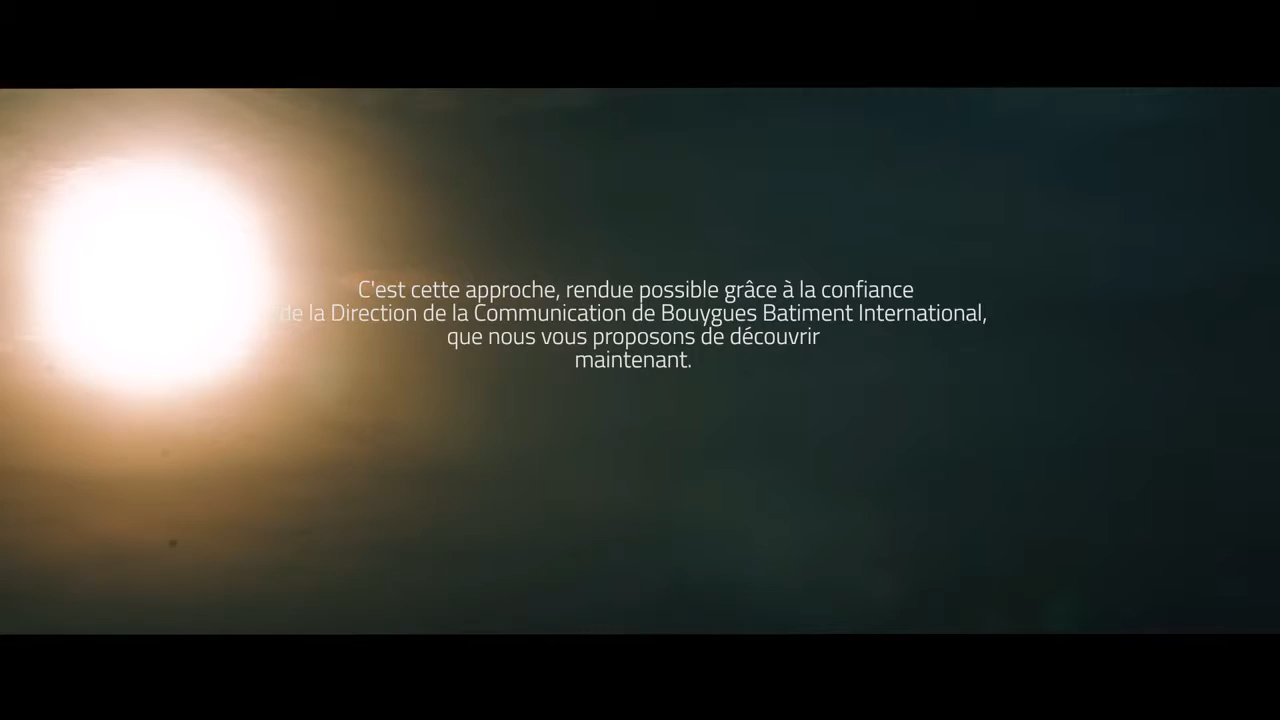 C'est cette approche, rendue possible grâce à la confiance
de la Direction de la Communication de Bouygues Batiment International,
que nous vous proposons de découvrir
maintenant.